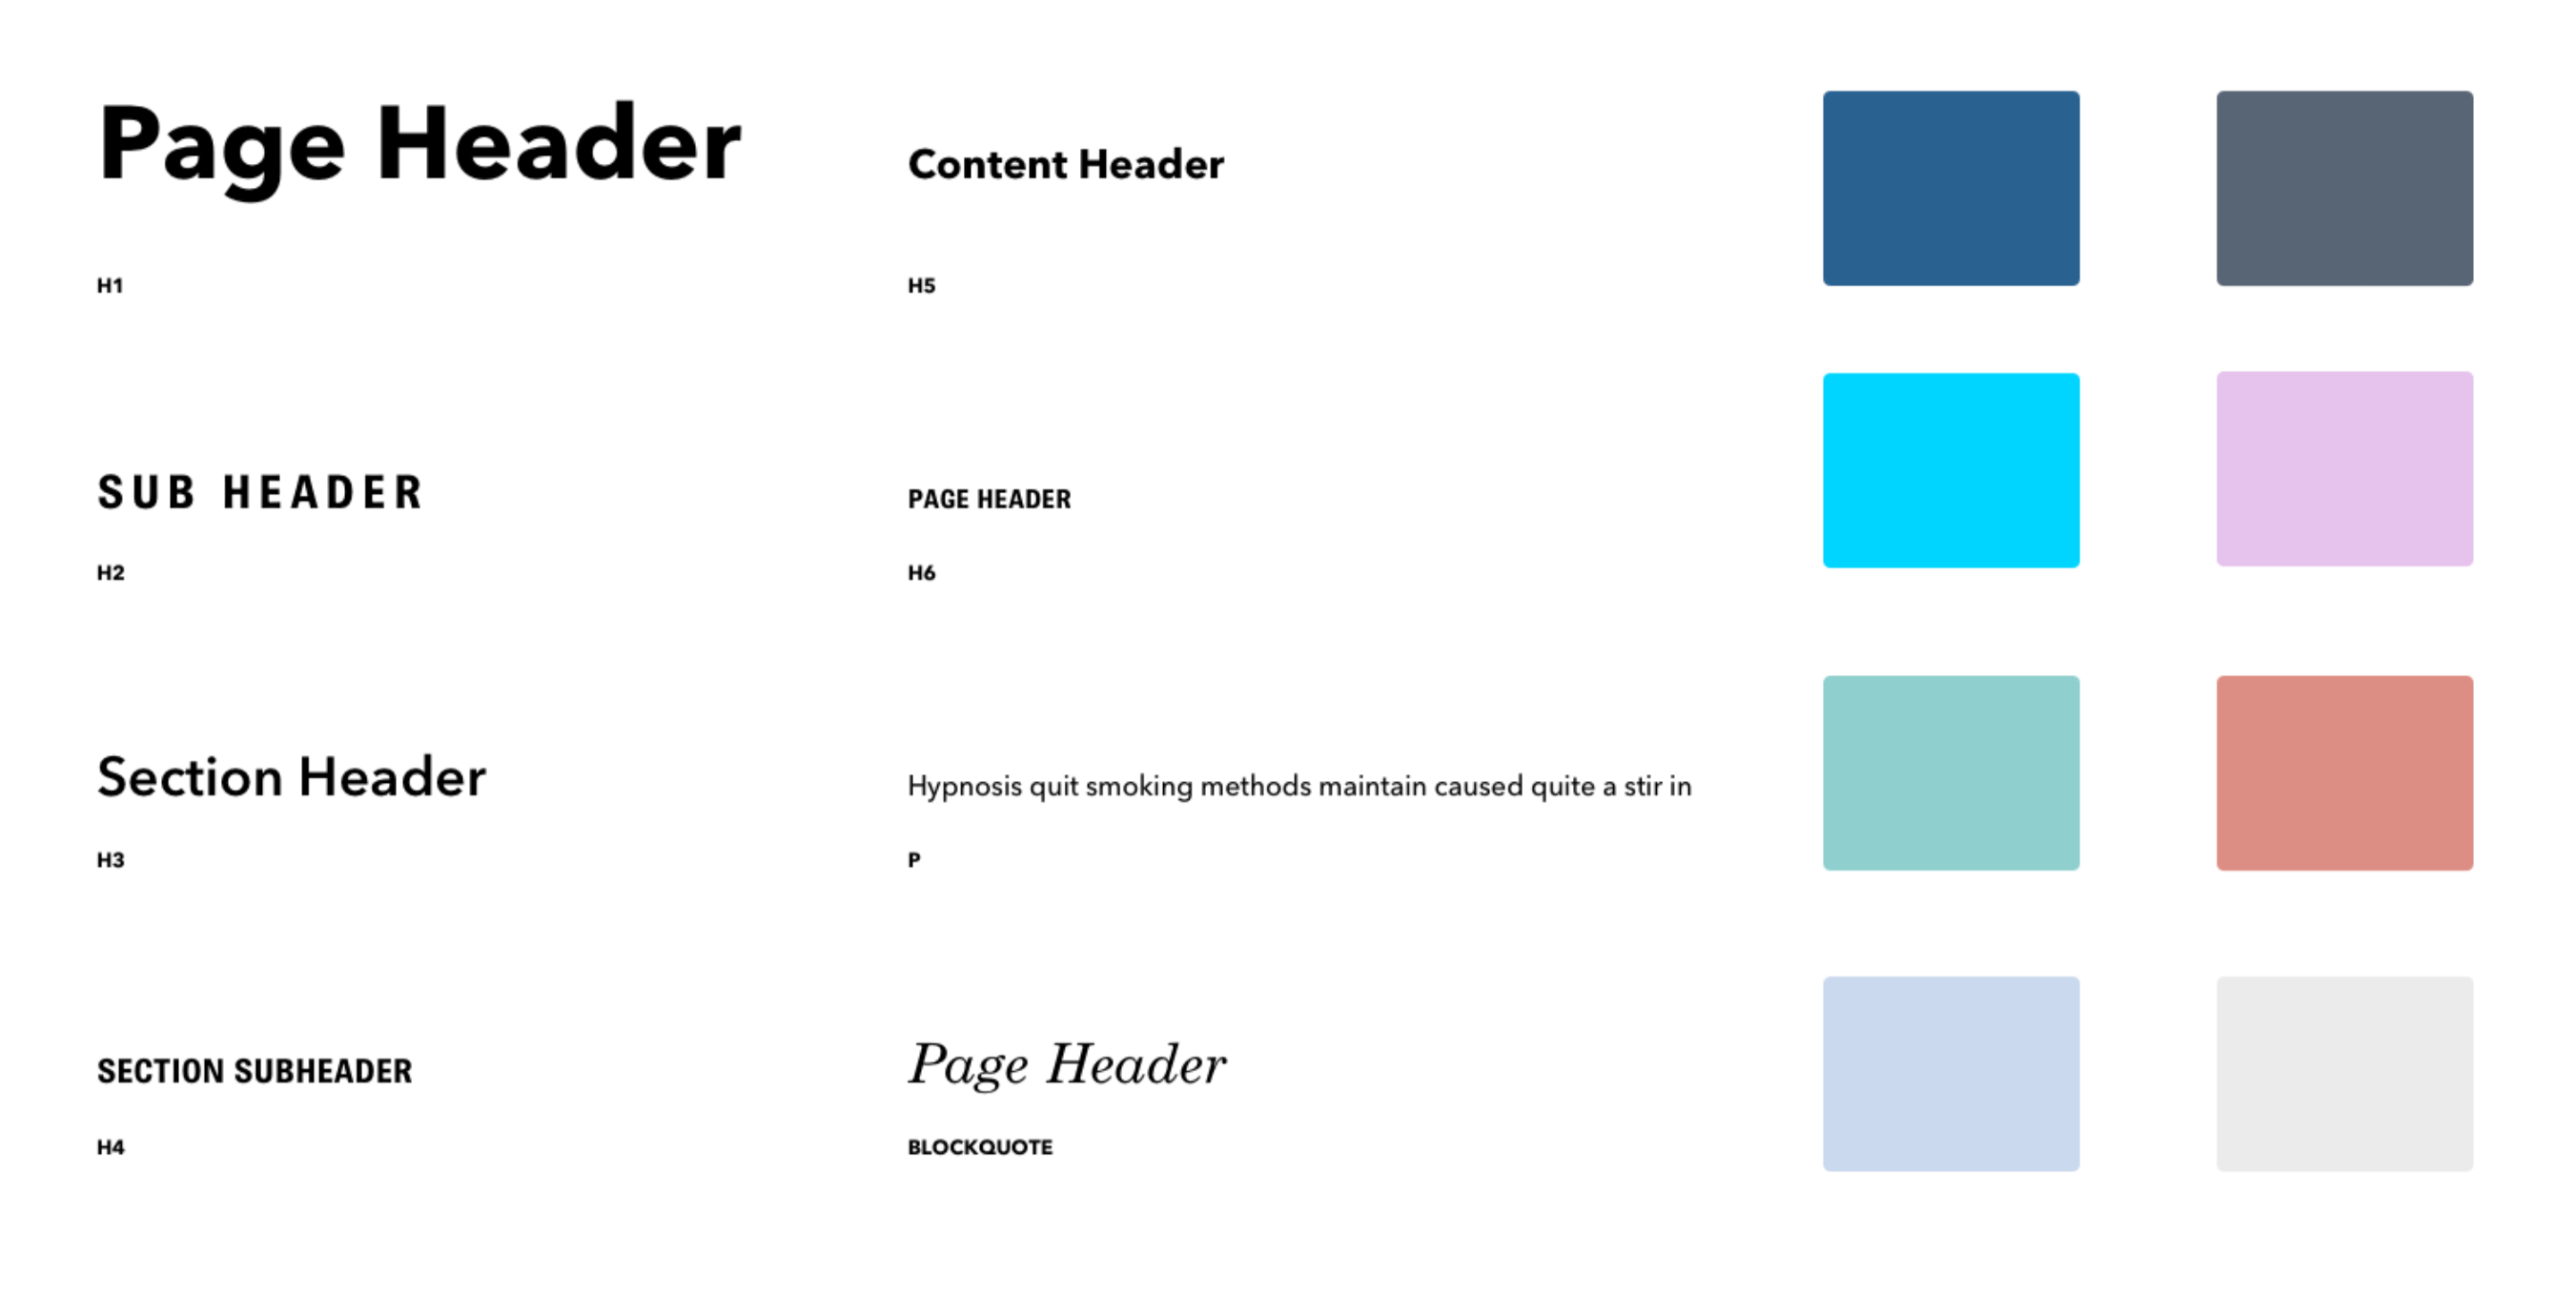 Page Header
H1
SUB HEADER
H2
Section Header
H3
SECTION SUBHEADER
H4
Content Header
H5
PAGE HEADER
H6
Hypnosis quit smoking methods maintain caused quite a stir in
P
Page Header
BLOCKQUOTE